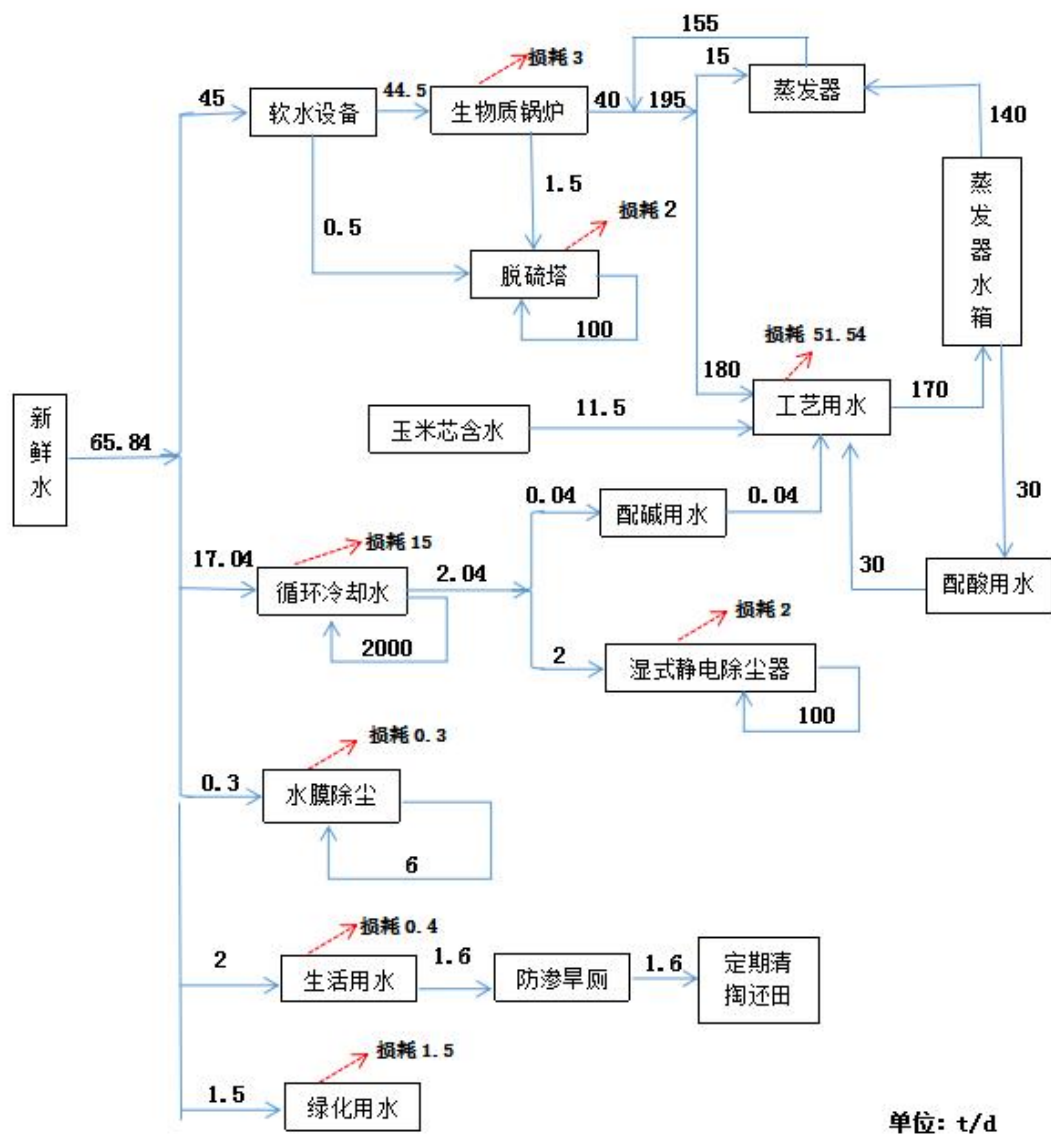 155
损耗3
15
蒸发器
45
软水设备
44.5
生物质锅炉
40
195
140
蒸发器水箱
1.5
0.5
损耗2
脱硫塔
100
损耗51.54
180
工艺用水
170
新鲜水
65.84
玉米芯含水
11.5
30
0.04
配碱用水
0.04
17.04
损耗15
循环冷却水
2.04
30
配酸用水
2000
损耗2
2
湿式静电除尘器
100
损耗0.3
0.3
水膜除尘
6
损耗0.4
2
生活用水
1.6
防渗旱厕
1.6
定期清
掏还田
损耗1.5
1.5
绿化用水
单位：t/d